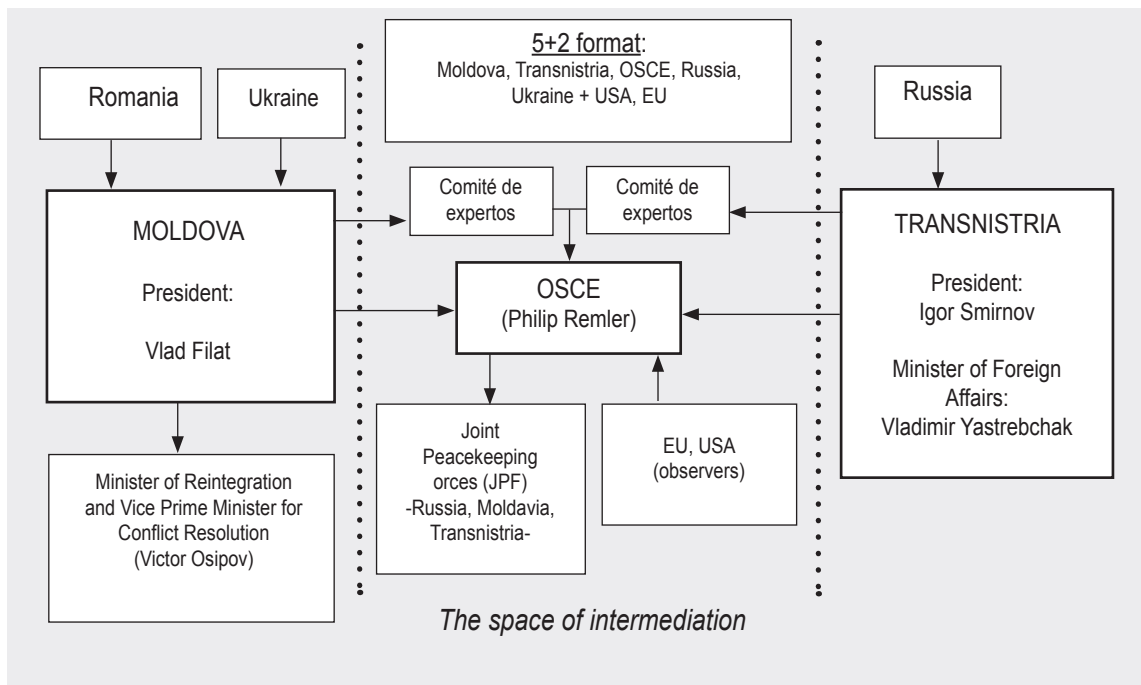 5+2 format:
Moldova, Transnistria, OSCE, Russia,
Ukraine + USA, EU
Romania
Ukraine
Russia
MOLDOVA
President:
Vlad Filat
Comité de
expertos
Comité de
expertos
TRANSNISTRIA
President:
Igor Smirnov
Minister of Foreign
Affairs:
Vladimir Yastrebchak
OSCE
(Philip Remler)
Minister of Reintegration
and Vice Prime Minister for
Conflict Resolution
(Victor Osipov)
Joint
Peacekeeping
orces (JPF)
-Russia, Moldavia,
Transnistria-
EU, USA
(observers)
The space of intermediation